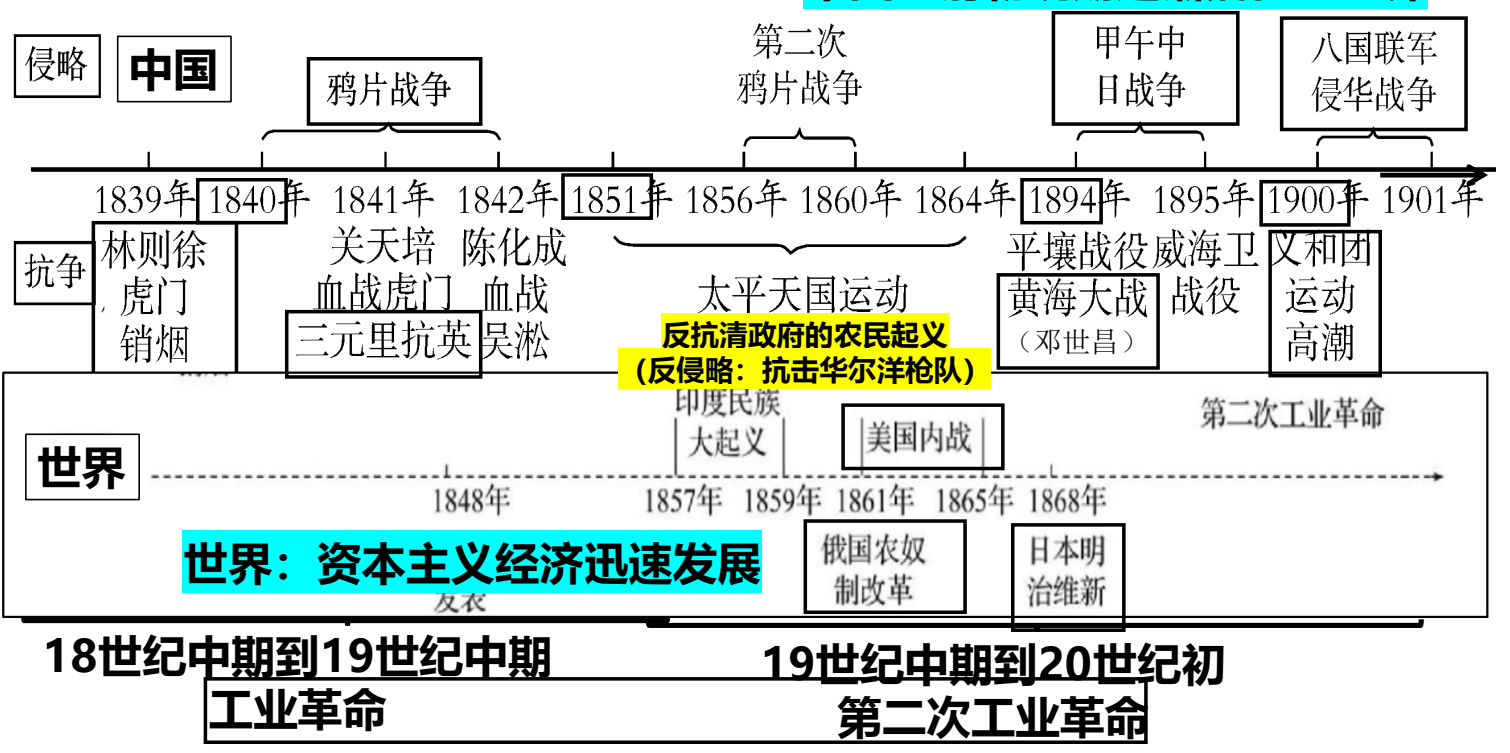 侵略
中国
鸦片战争
第二次
鸦片战争
甲午中
日战争
八国联军
侵华战争
1839年 1840年 1841年 1842年 1851年 1856年 1860年 1864年 1894年 1895年 1900年 1901年
抗争
林则徐
虎门
销烟
关天培
血战虎门
三元里抗英
陈化成
血战
吴淞
太平天国运动
反抗清政府的农民起义
（反侵略：抗击华尔洋枪队）
平壤战役
黄海大战
（邓世昌）
威海卫
战役
义和团
运动
高潮
世界
印度民族
大起义
美国内战
第二次工业革命
1848年 1857年 1859年 1861年 1865年 1868年
世界：资本主义经济迅速发展
发表
俄国农奴
制改革
日本明
治维新
18世纪中期到19世纪中期
工业革命
19世纪中期到20世纪初
第二次工业革命